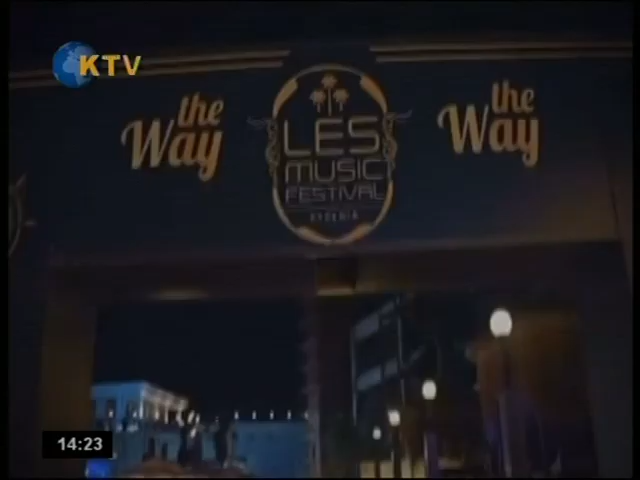 KTV
the
Way
LES
MUSIC
FESTIVAL
the
Way
14:23